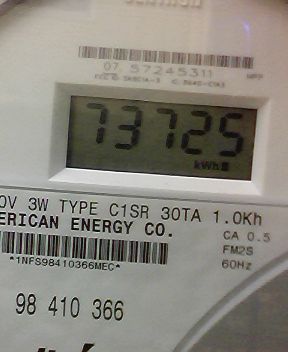 07 57245311
73725
kWh
0V 3W TYPE C1SR 30TA 1.0Kh
ERICAN ENERGY CO.
CA 0.5
FM2S
60Hz
*1NFS98410366MEC*
98 410 366